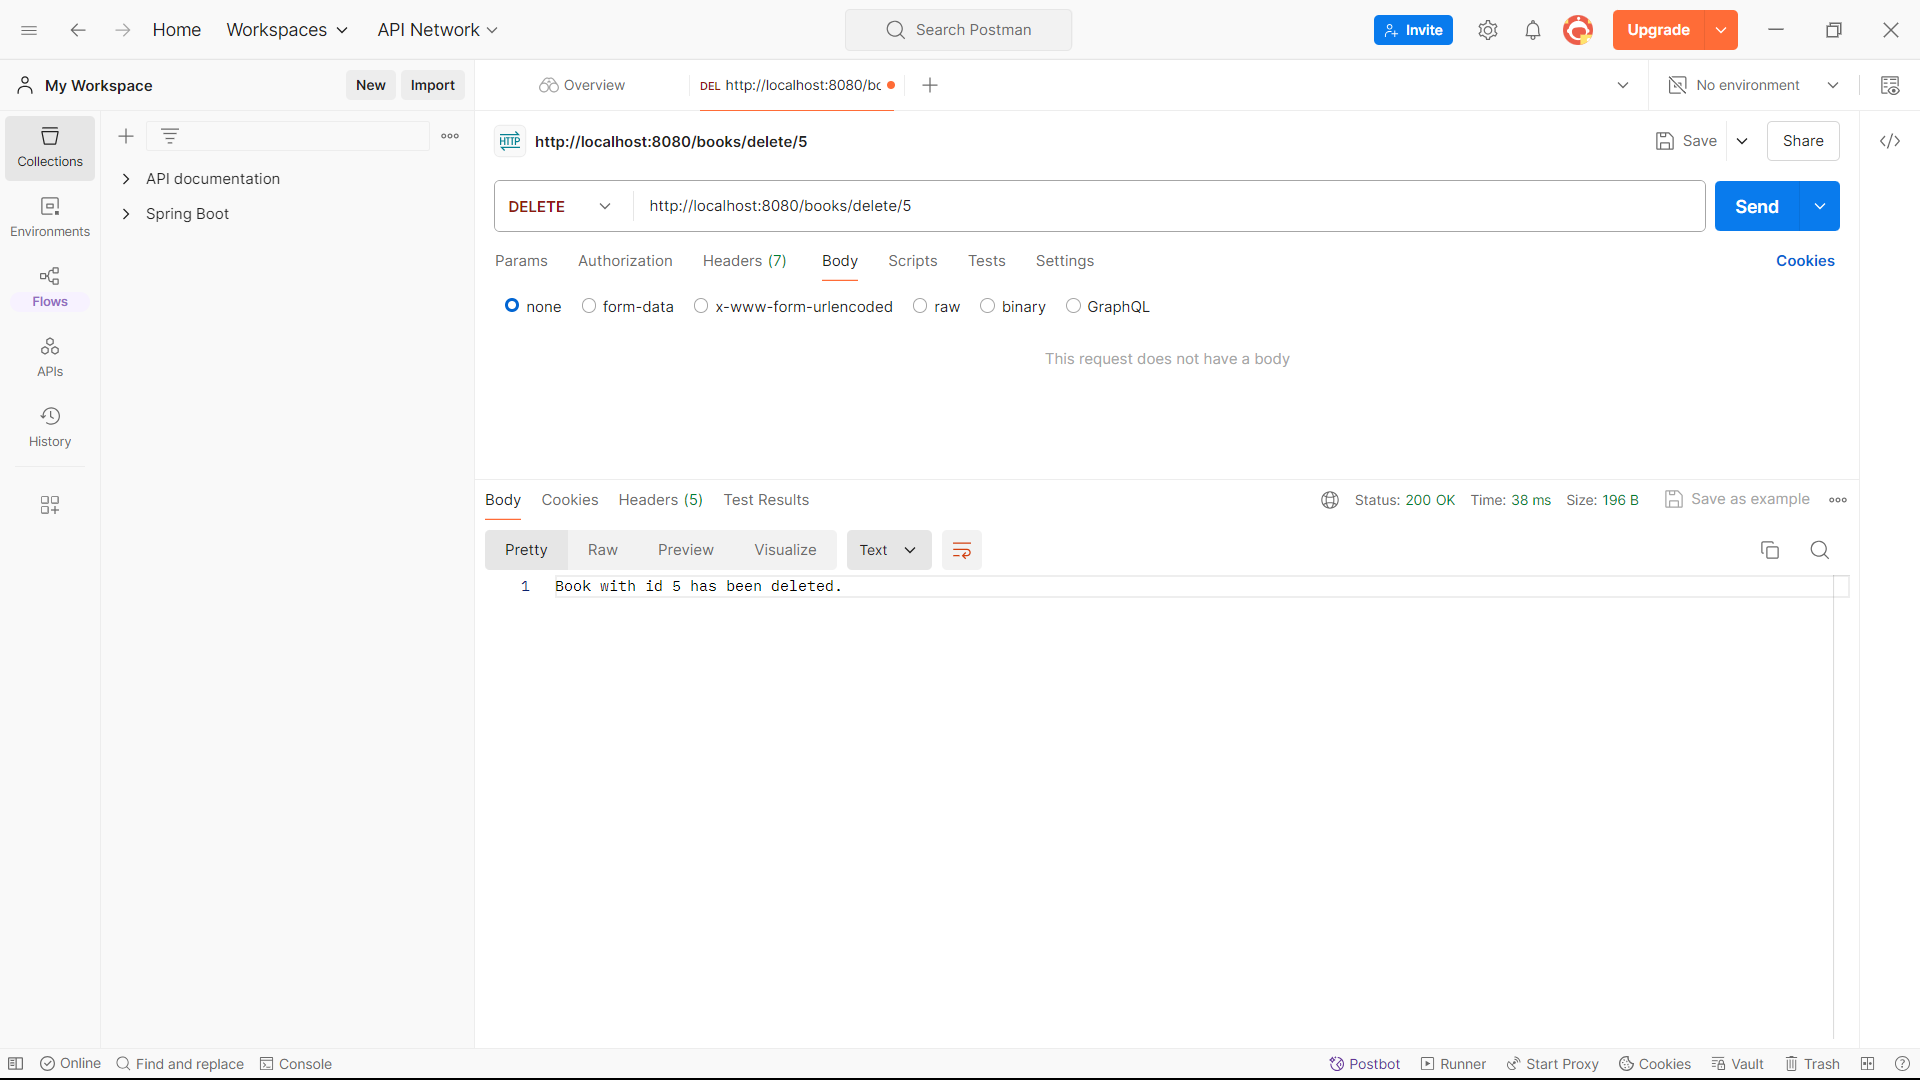 Home Workspaces API Network Search Postman Invite Upgrade
My Workspace New Import Overview DEL http://localhost:8080/bc No environment
Collections
API documentation
Spring Boot
Environments
Flows
APIs
History
HTTP http://localhost:8080/books/delete/5 Save Share
DELETE http://localhost:8080/books/delete/5 Send
Params Authorization Headers (7) Body Scripts Tests Settings Cookies
none form-data x-www-form-urlencoded raw binary GraphQL
This request does not have a body
Body Cookies Headers (5) Test Results Status: 200 OK Time: 38 ms Size: 196 B Save as example
Pretty Raw Preview Visualize Text
1 Book with id 5 has been deleted.
Online Find and replace Console Postbot Runner Start Proxy Cookies Vault Trash